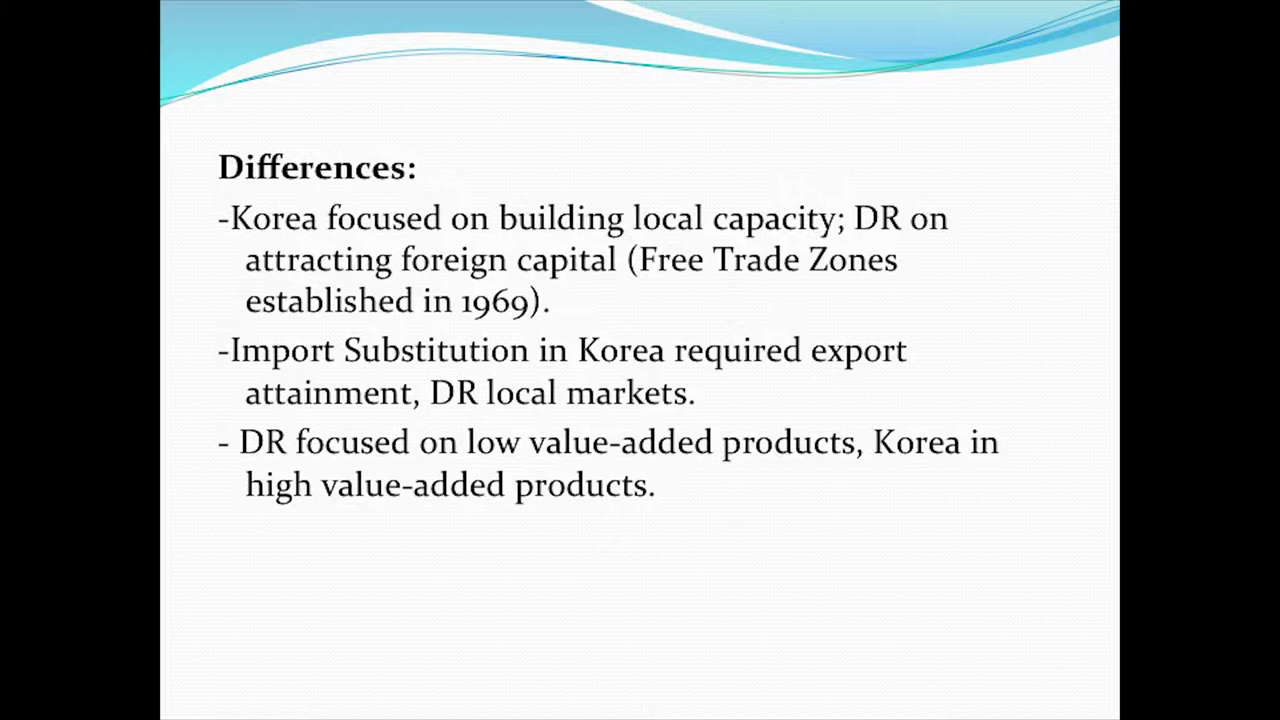 Differences:
-Korea focused on building local capacity; DR on
attracting foreign capital (Free Trade Zones
established in 1969).
-Import Substitution in Korea required export
attainment, DR local markets.
- DR focused on low value-added products, Korea in
high value-added products.